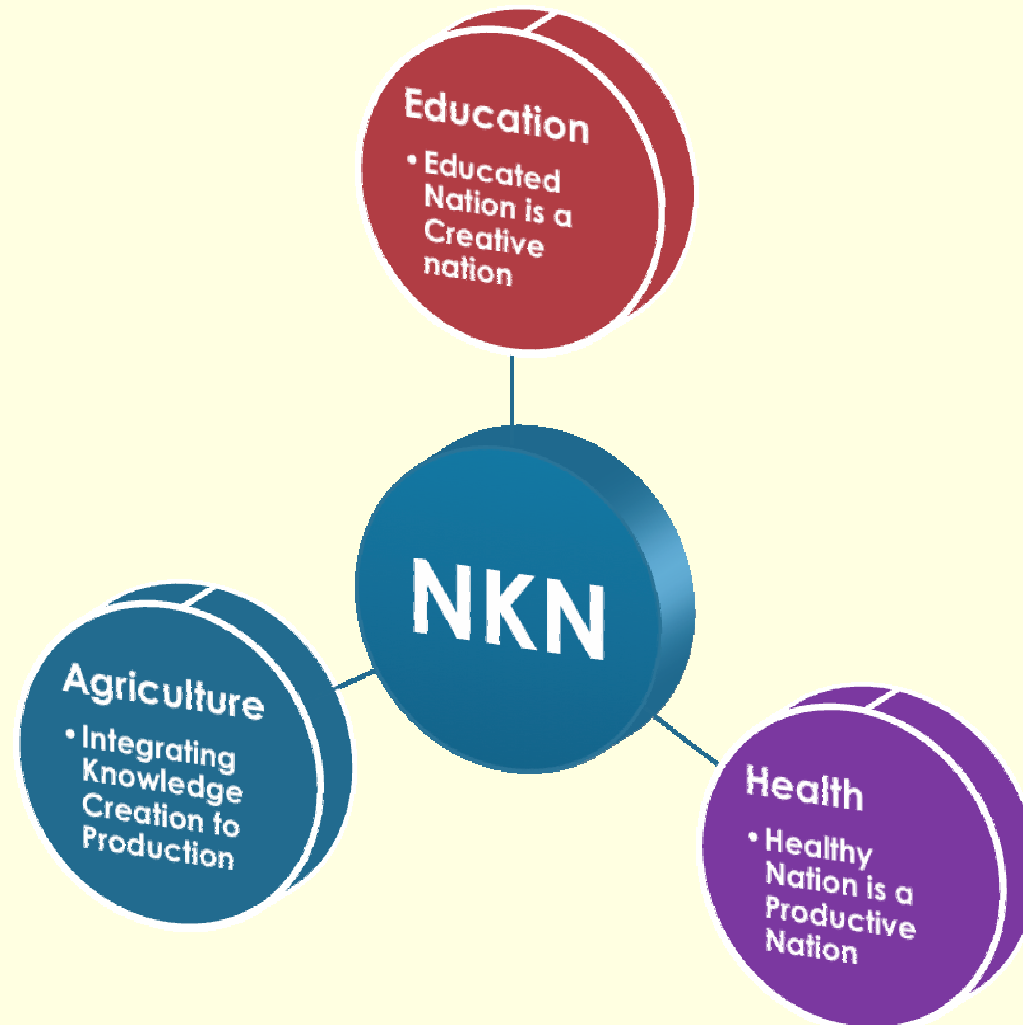 Education
• Educated
Nation is a
Creative
nation
NKN
Agriculture
• Integrating
Knowledge
Creation to
Production
Health
• Healthy
Nation is a
Productive
Nation